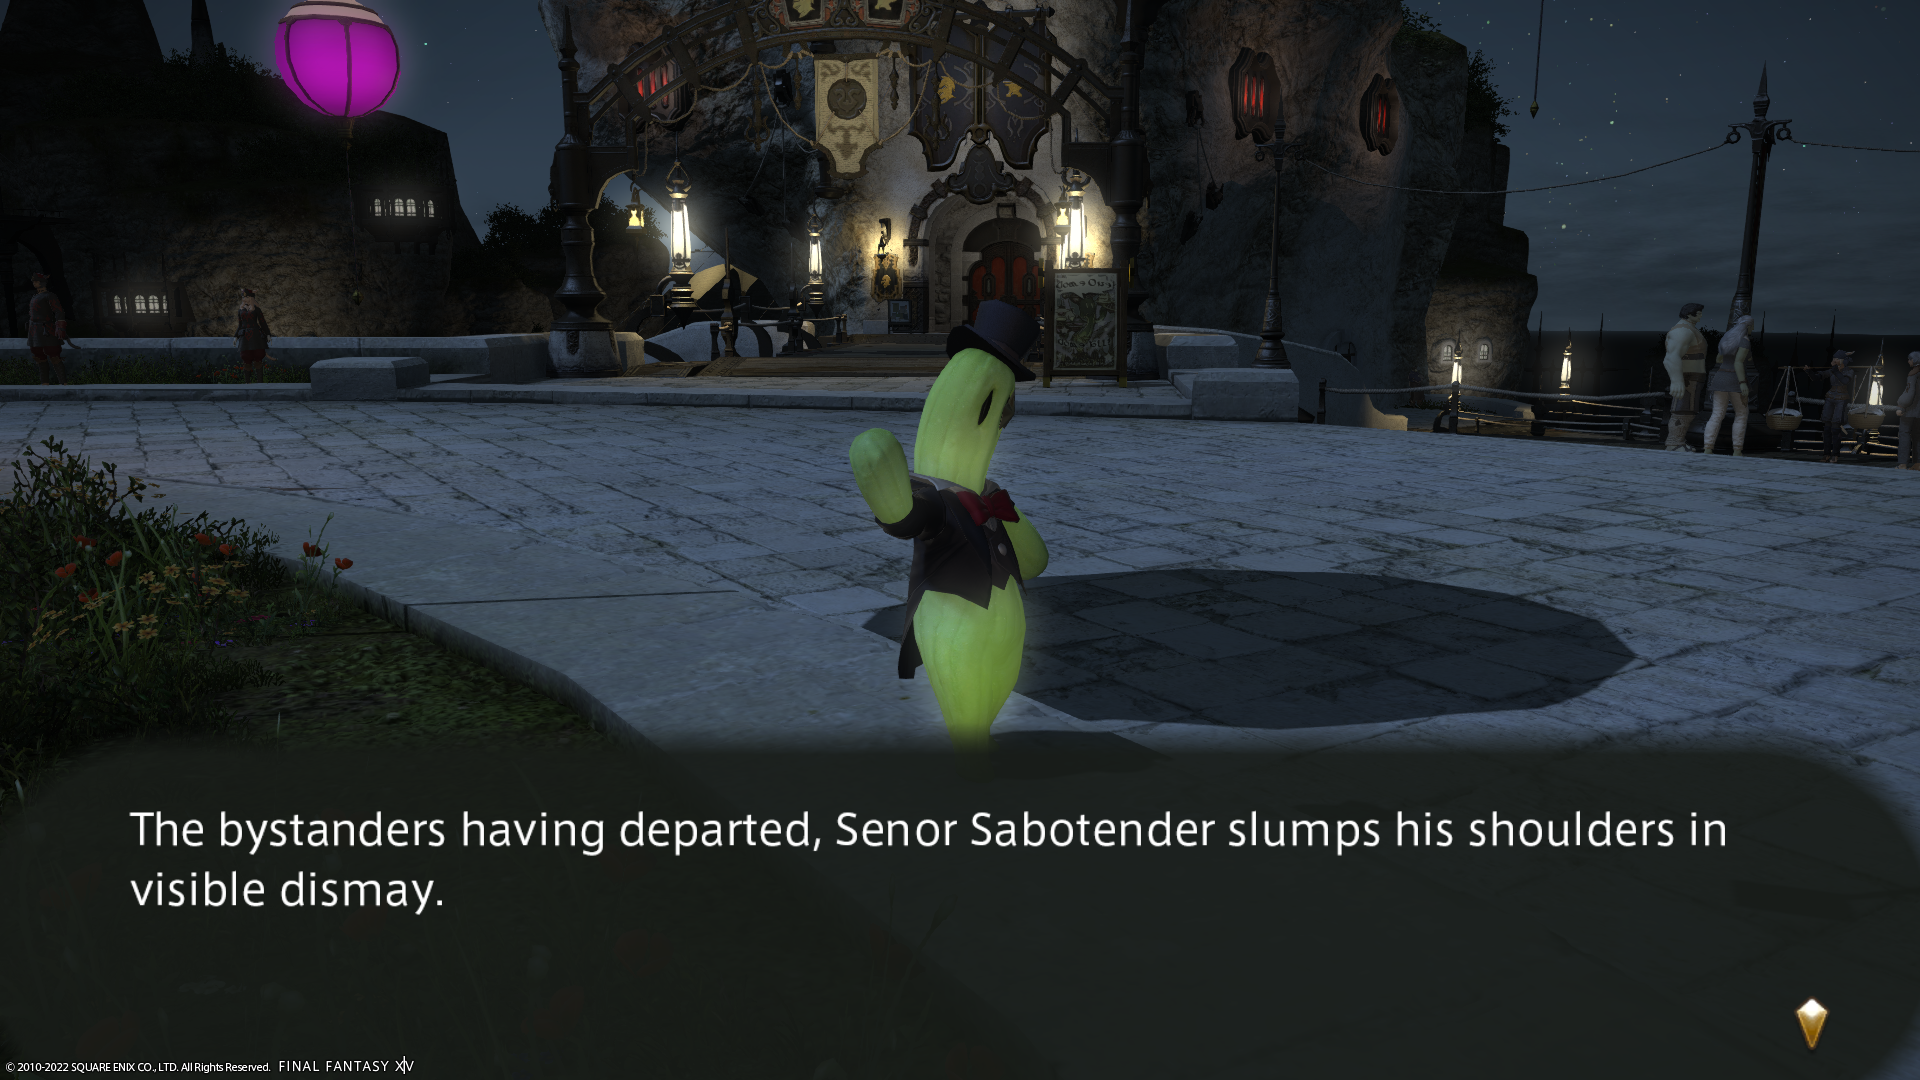 The bystanders having departed, Senor Sabotender slumps his shoulders in
visible dismay.
© 2010-2022 SQUARE ENIX CO., LTD. All Rights Reserved. FINAL FANTASY XIV